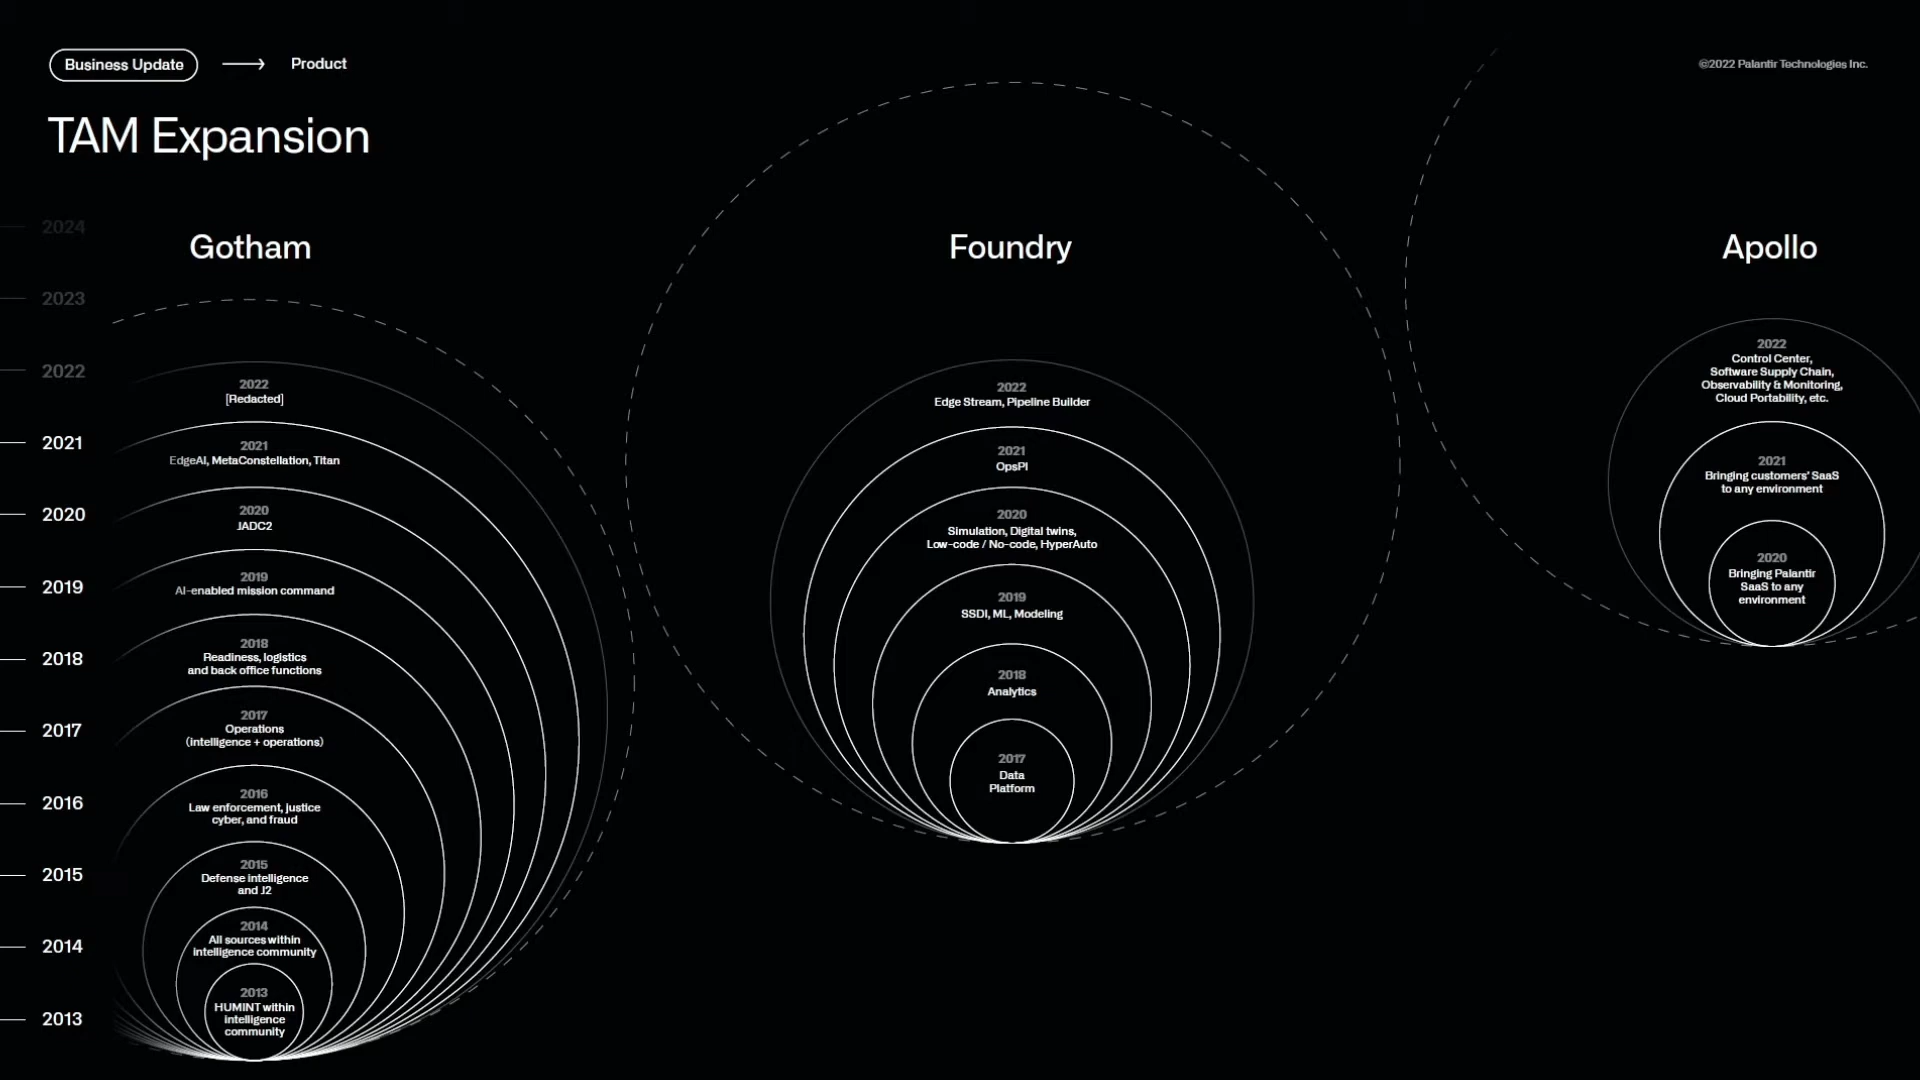 Business Update
Product
©2022 Palantir Technologies Inc.
TAM Expansion
2024
2023
2022
2021
2020
2019
2018
2017
2016
2015
2014
2013
Gotham
2022
[Redacted]
2021
EdgeAI, MetaConstellation, Titan
2020
JADC2
2019
AI-enabled mission command
2018
Readiness, logistics
and back office functions
2017
Operations
(intelligence + operations)
2016
Law enforcement, justice
cyber, and fraud
2015
Defense intelligence
and J2
2014
All sources within
intelligence community
2013
HUMINT within
intelligence
community
Foundry
2022
Edge Stream, Pipeline Builder
2021
OpsPI
2020
Simulation, Digital twins,
Low-code / No-code, HyperAuto
2019
SSDI, ML, Modeling
2018
Analytics
2017
Data
Platform
Apollo
2022
Control Center,
Software Supply Chain,
Observability & Monitoring,
Cloud Portability, etc.
2021
Bringing customers' SaaS
to any environment
2020
Bringing Palantir
SaaS to any
environment